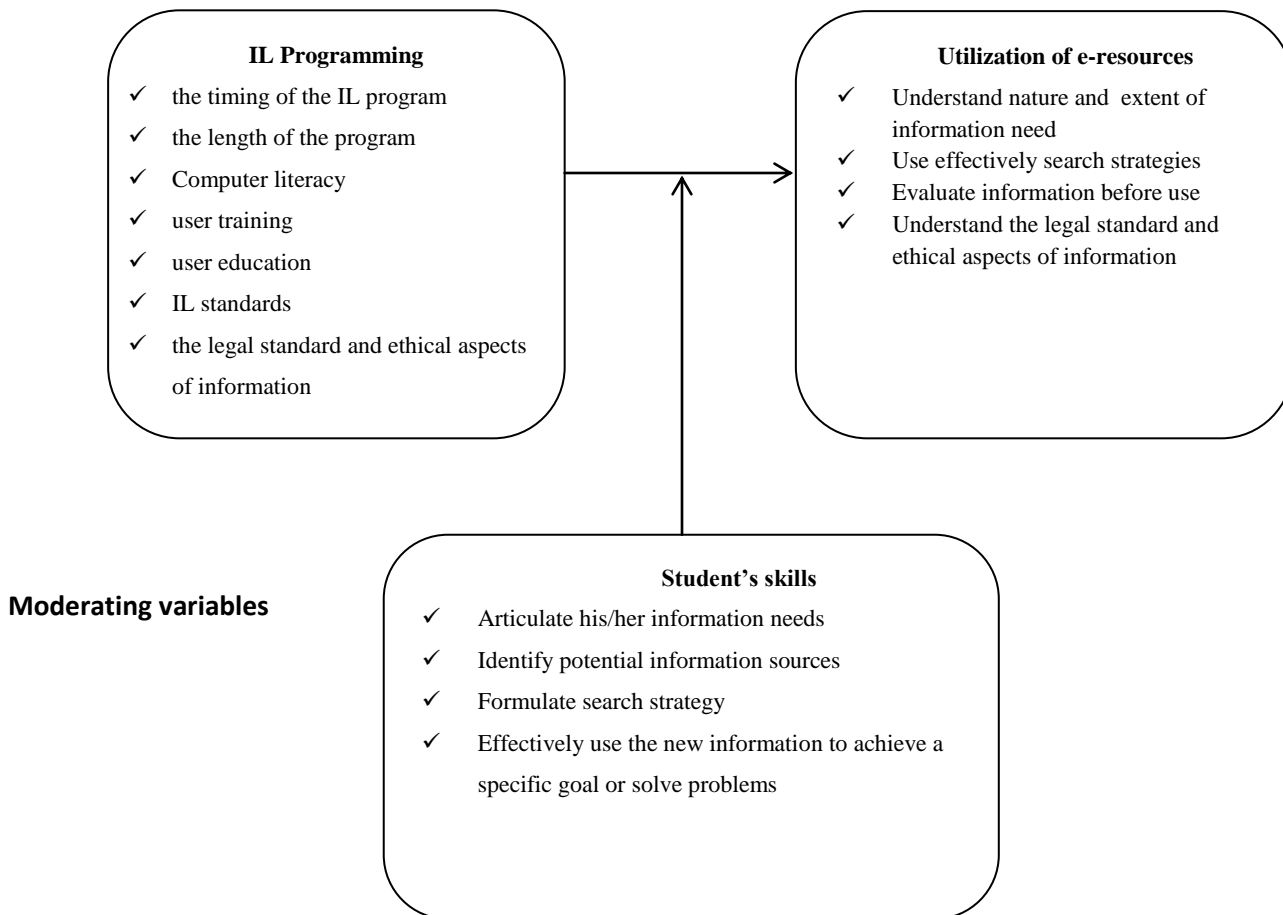 IL Programming
✓ the timing of the IL program
✓ the length of the program
✓ Computer literacy
✓ user training
✓ user education
✓ IL standards
✓ the legal standard and ethical aspects
of information
Utilization of e-resources
✓ Understand nature and extent of
information need
✓ Use effectively search strategies
✓ Evaluate information before use
✓ Understand the legal standard and
ethical aspects of information
Moderating variables
Student’s skills
✓ Articulate his/her information needs
✓ Identify potential information sources
✓ Formulate search strategy
✓ Effectively use the new information to achieve a
specific goal or solve problems